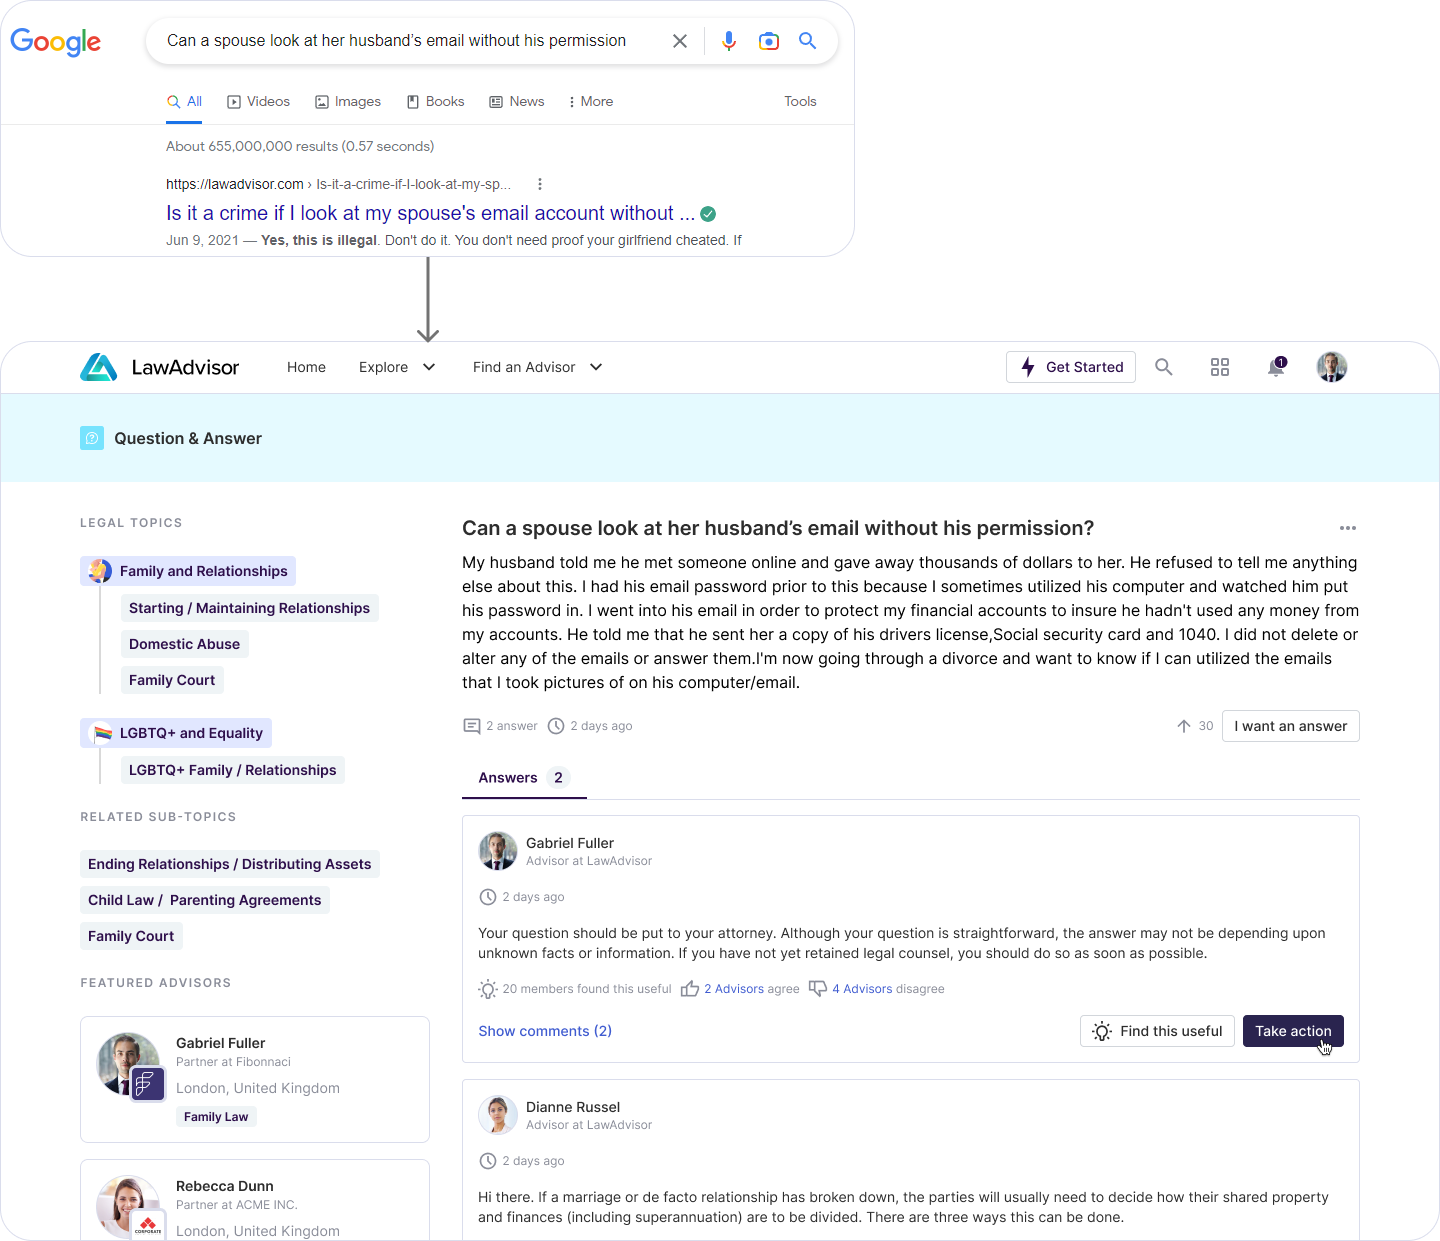 Google
Can a spouse look at her husband’s email without his permission
All
Videos
Images
Books
News
More
Tools
About 655,000,000 results (0.57 seconds)
https://lawadvisor.com › Is-it-a-crime-if-I-look-at-my-sp...
Is it a crime if I look at my spouse's email account without ...
Jun 9, 2021 — Yes, this is illegal. Don't do it. You don't need proof your girlfriend cheated. If
LawAdvisor
Home
Explore
Find an Advisor
Get Started
1
Question & Answer
LEGAL TOPICS
Family and Relationships
Starting / Maintaining Relationships
Domestic Abuse
Family Court
LGBTQ+ and Equality
LGBTQ+ Family / Relationships
RELATED SUB-TOPICS
Ending Relationships / Distributing Assets
Child Law /  Parenting Agreements
Family Court
FEATURED ADVISORS
Gabriel Fuller
Partner at Fibonnaci
London, United Kingdom
Family Law
Rebecca Dunn
Partner at ACME INC.
London, United Kingdom
CORPORATE
Can a spouse look at her husband’s email without his permission?
My husband told me he met someone online and gave away thousands of dollars to her. He refused to tell me anything
else about this. I had his email password prior to this because I sometimes utilized his computer and watched him put
his password in. I went into his email in order to protect my financial accounts to insure he hadn't used any money from
my accounts. He told me that he sent her a copy of his drivers license,Social security card and 1040. I did not delete or
alter any of the emails or answer them.I'm now going through a divorce and want to know if I can utilized the emails
that I took pictures of on his computer/email.
2 answer
2 days ago
30
I want an answer
Answers 2
Gabriel Fuller
Advisor at LawAdvisor
2 days ago
Your question should be put to your attorney. Although your question is straightforward, the answer may not be depending upon
unknown facts or information. If you have not yet retained legal counsel, you should do so as soon as possible.
20 members found this useful
2 Advisors agree
4 Advisors disagree
Show comments (2)
Find this useful
Take action
Dianne Russel
Advisor at LawAdvisor
2 days ago
Hi there. If a marriage or de facto relationship has broken down, the parties will usually need to decide how their shared property
and finances (including superannuation) are to be divided. There are three ways this can be done.